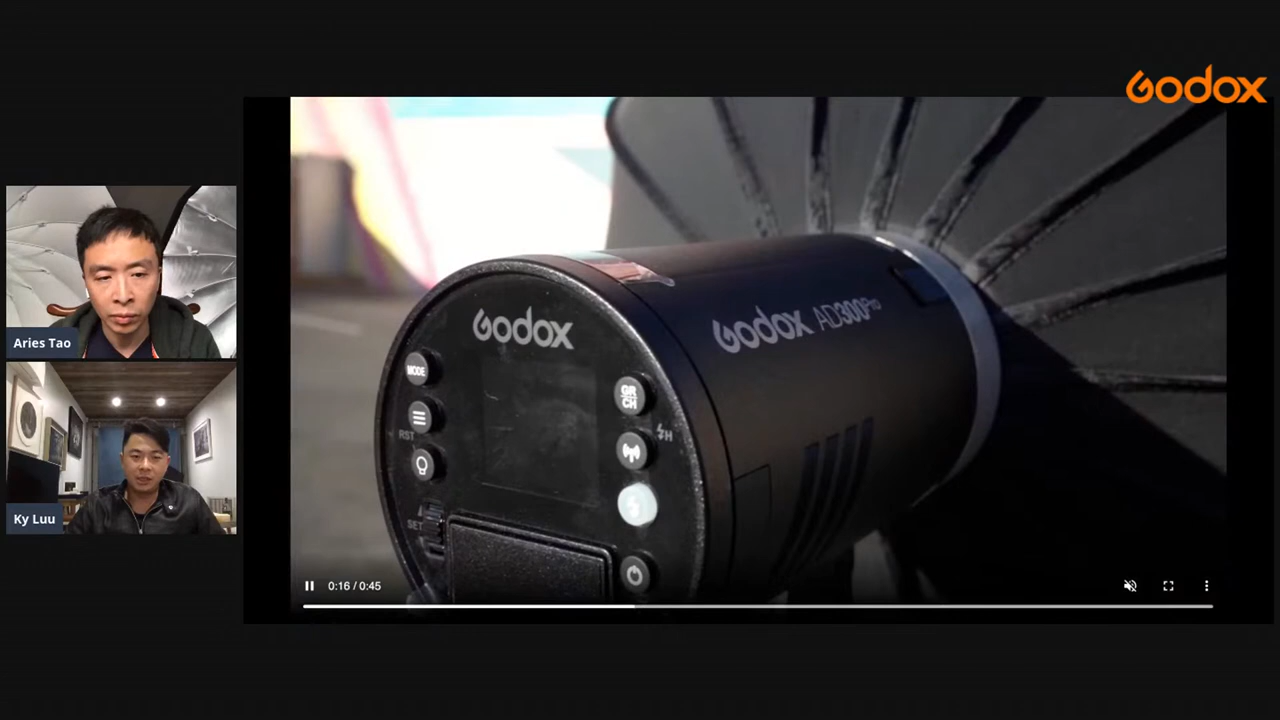 Godox
Aries Tao
Ky Luu
Godox
Godox AD300Pro
MODE
GR
CH
RST
H
SET
0:16 / 0:45